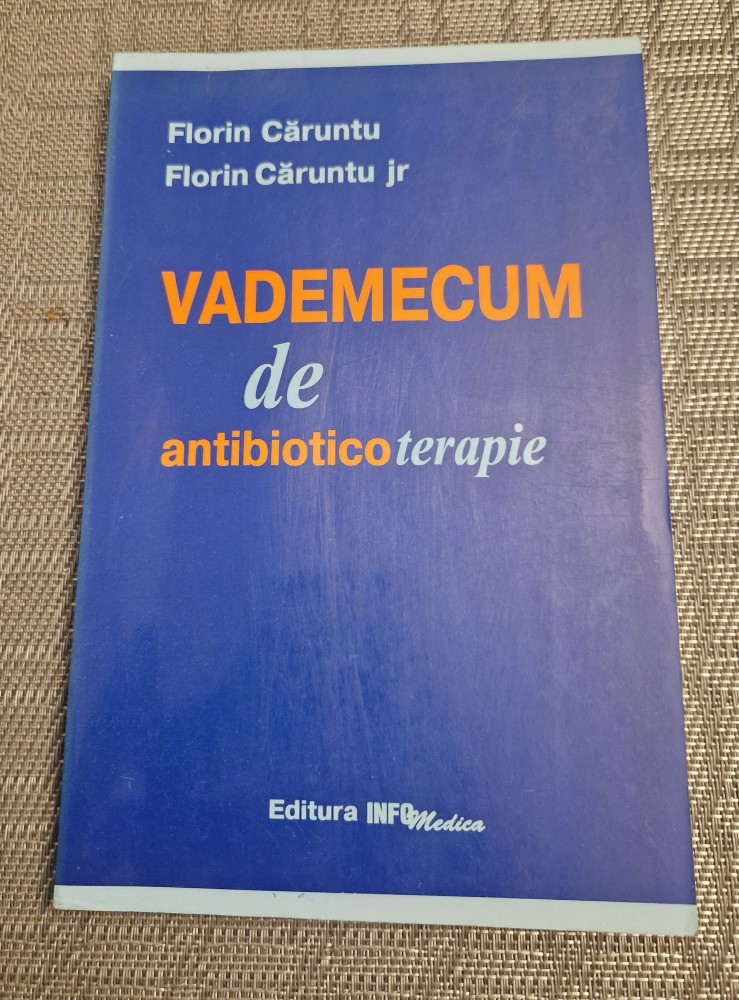 Florin Căruntu
Florin Căruntu jr
VADEMECUM
de
antibioticoterapie
Editura INFOMedica